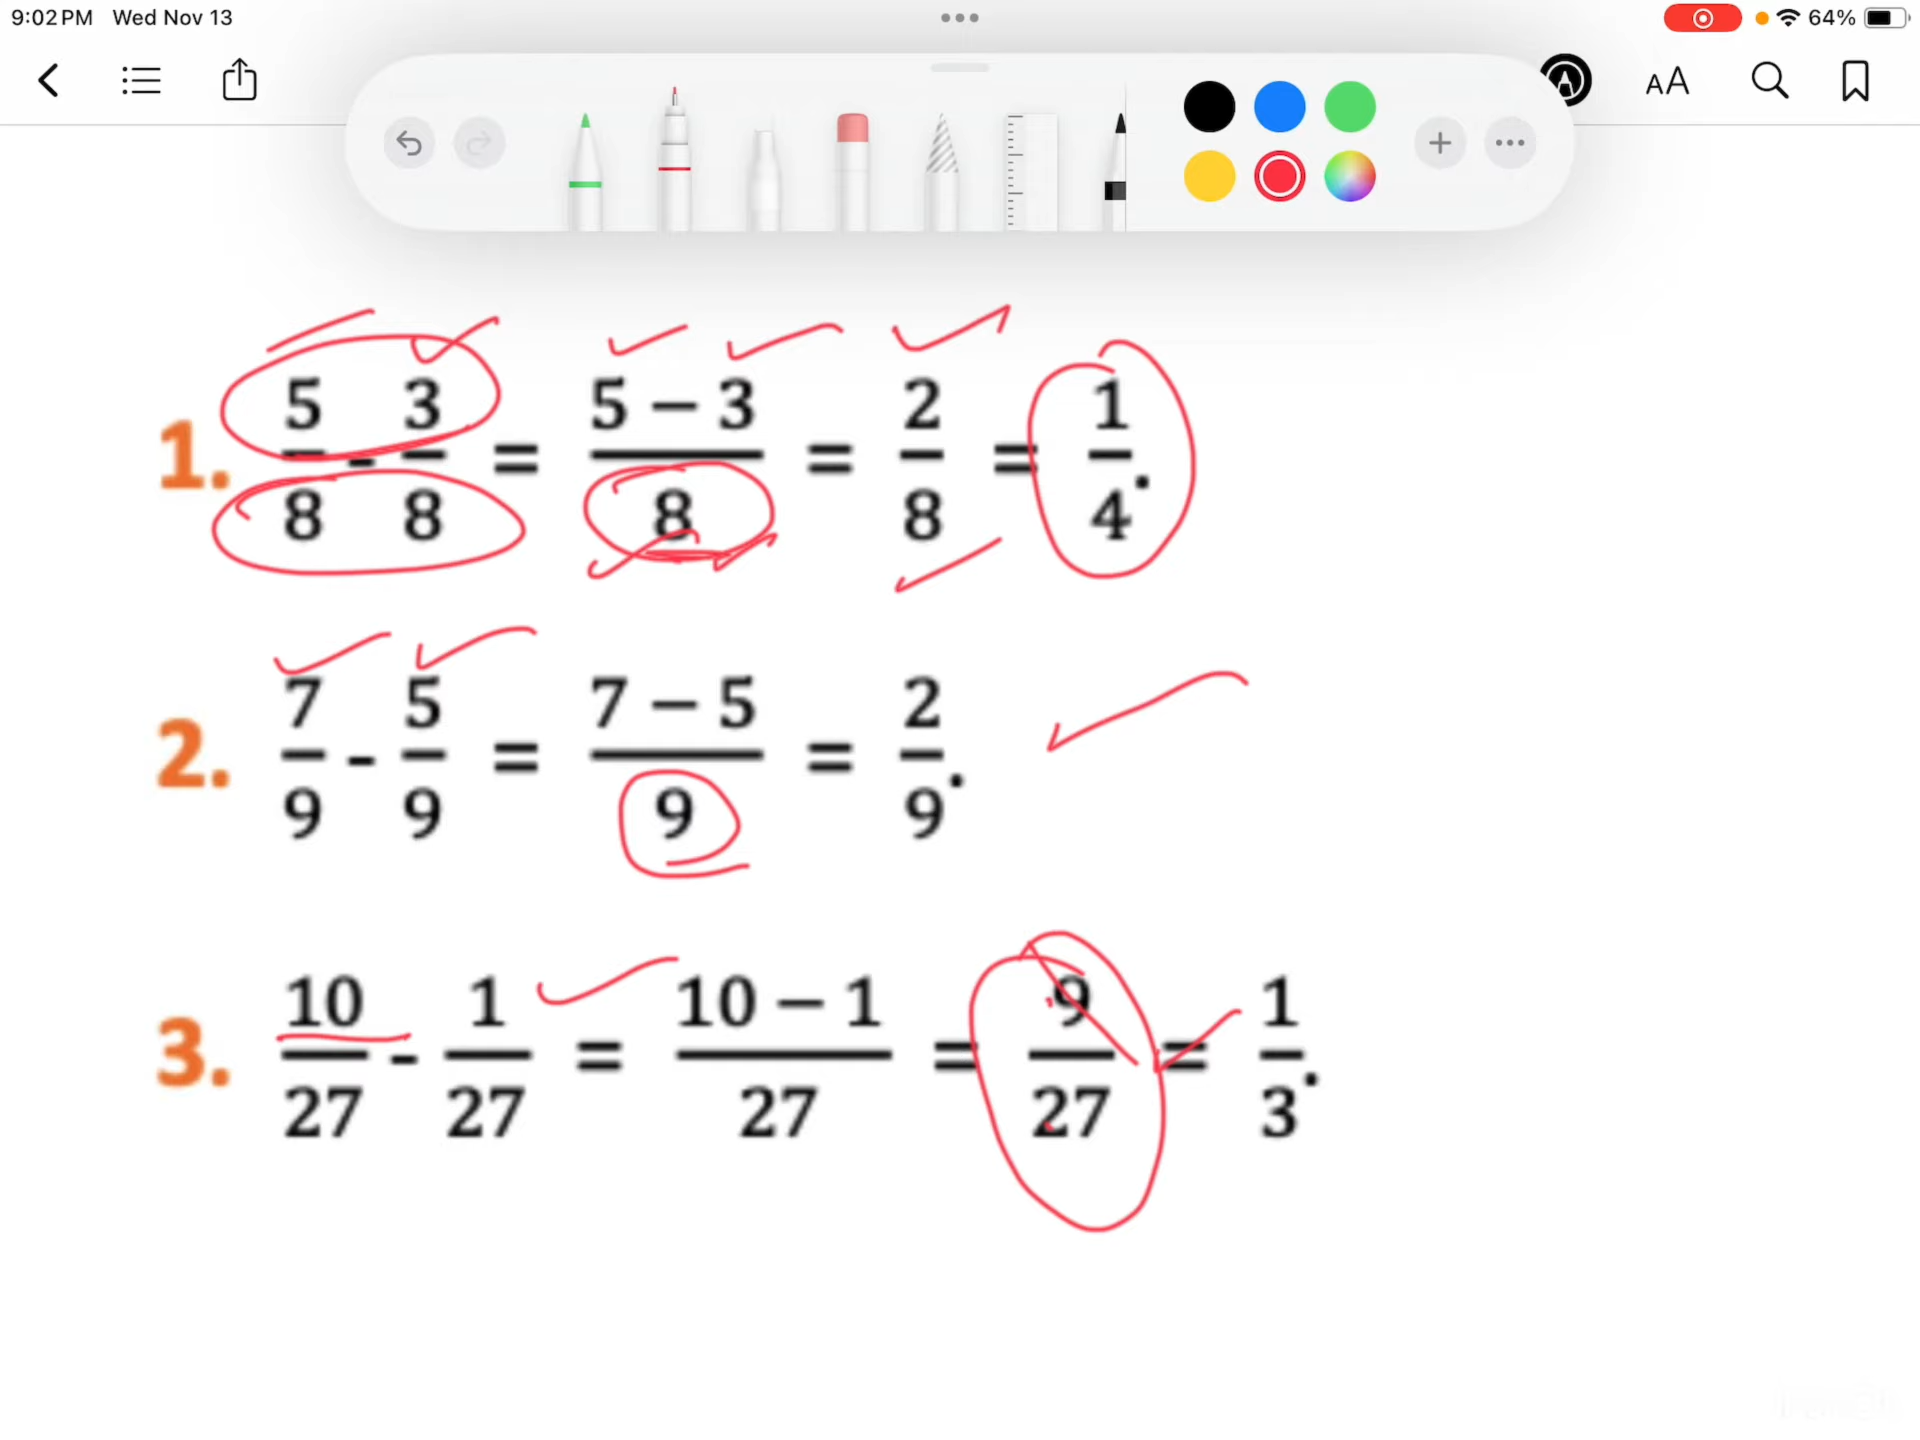 9:02 PM Wed Nov 13 64%
AA
1. 5/8 - 3/8 = (5 – 3)/8 = 2/8 = 1/4.
2. 7/9 - 5/9 = (7 – 5)/9 = 2/9.
3. 10/27 - 1/27 = (10 – 1)/27 = 9/27 = 1/3.